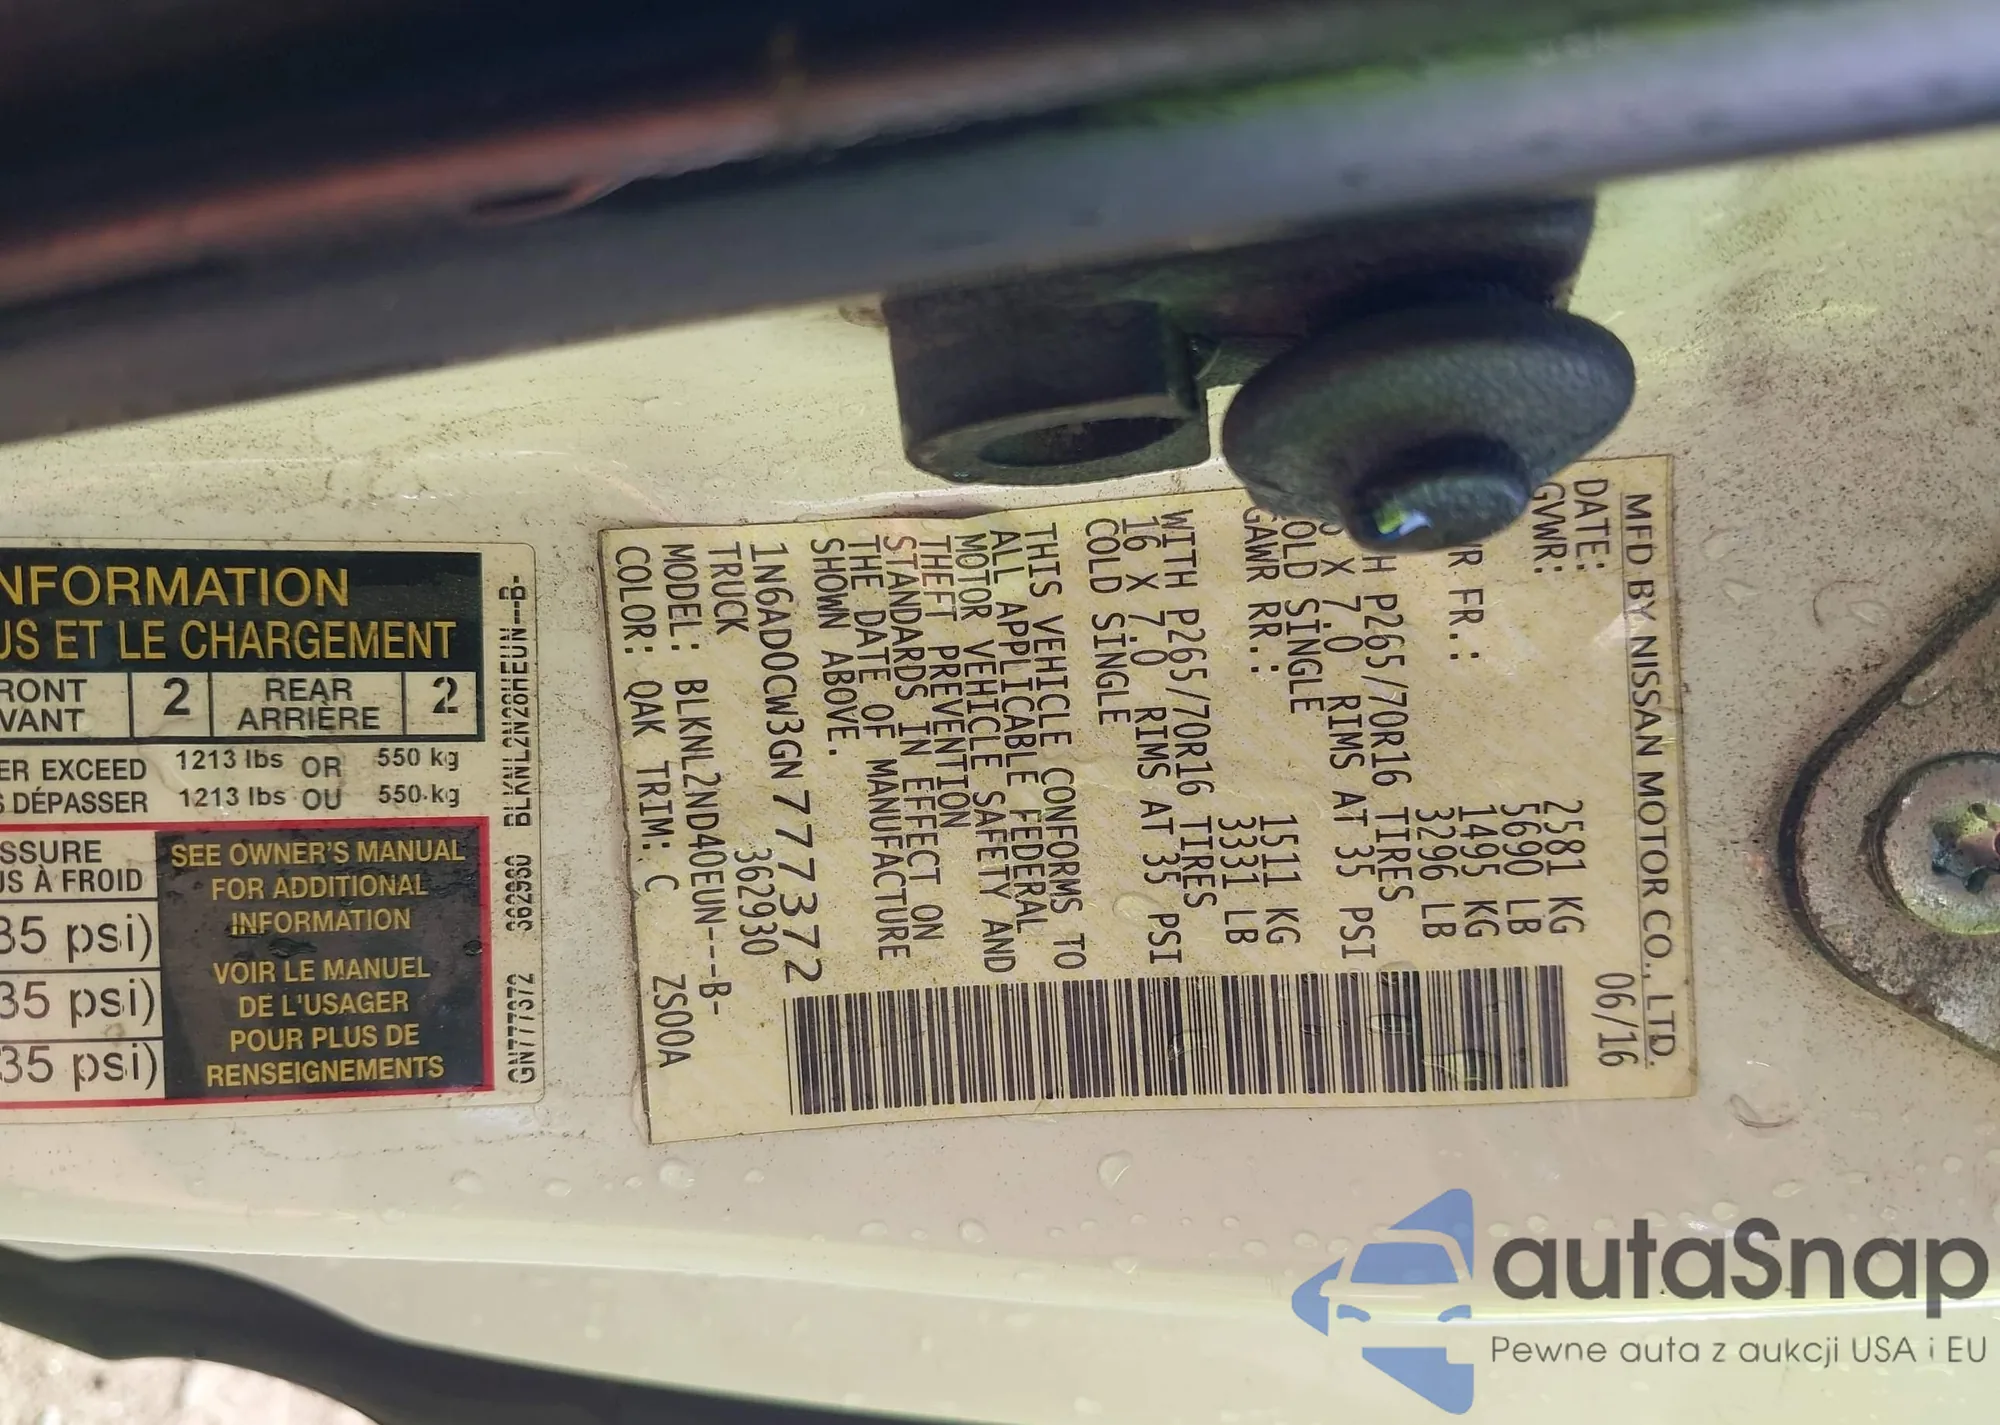 NFORMATION
US ET LE CHARGEMENT
RONT 2 REAR 2
VANT ARRIÈRE
ER EXCEED 1213 lbs OR 550 kg
S DÉPASSER 1213 lbs OU 550 kg
SSURE
US À FROID
35 psi)
35 psi)
35 psi)
SEE OWNER'S MANUAL
FOR ADDITIONAL
INFORMATION
VOIR LE MANUEL
DE L'USAGER
POUR PLUS DE
RENSEIGNEMENTS
GN777372 362930
MFD BY NISSAN MOTOR CO., LTD.
DATE: 06/16
GVWR: 2581 KG
5690 LB
R FR.: 1495 KG
3296 LB
H P265/70R16 TIRES
X 7.0 RIMS AT 35 PSI
OLD SINGLE
GAWR RR.: 1511 KG
3331 LB
WITH P265/70R16 TIRES
16 X 7.0 RIMS AT 35 PSI
COLD SINGLE
THIS VEHICLE CONFORMS TO
ALL APPLICABLE FEDERAL
MOTOR VEHICLE SAFETY AND
THEFT PREVENTION
STANDARDS IN EFFECT ON
THE DATE OF MANUFACTURE
SHOWN ABOVE.
1N6AD0CW3GN777372
TRUCK 362930
MODEL: BLKNL2ND40EUN---B-
COLOR: QAK TRIM: C ZS00A
autaSnap
Pewne auta z aukcji USA i EU